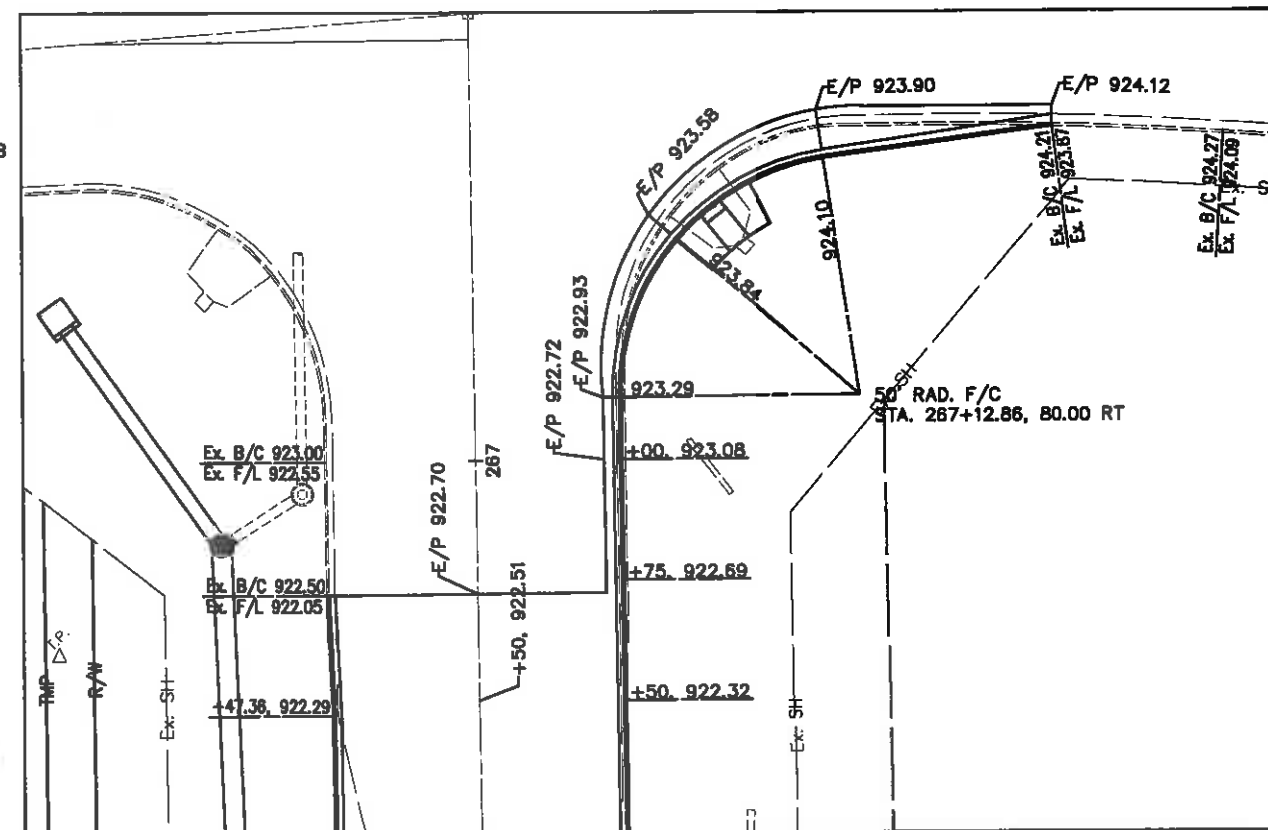 E/P 923.90
E/P 924.12
E/P 923.58
Ex. B/C 924.21
Ex. F/L 923.87
Ex. B/C 924.27
Ex. F/L 924.09
S
924.10
923.84
E/P 922.93
E/P 922.72
923.29
50' RAD. F/C
STA. 267+12.86, 80.00 RT
Ex. B/C 923.00
Ex. F/L 922.55
267
+00, 923.08
E/P 922.70
Ex. B/C 922.50
Ex. F/L 922.05
+50, 922.51
+75, 922.69
TMP
R/W
Ex. SH
+47.36, 922.29
+50, 922.32
Ex. SH